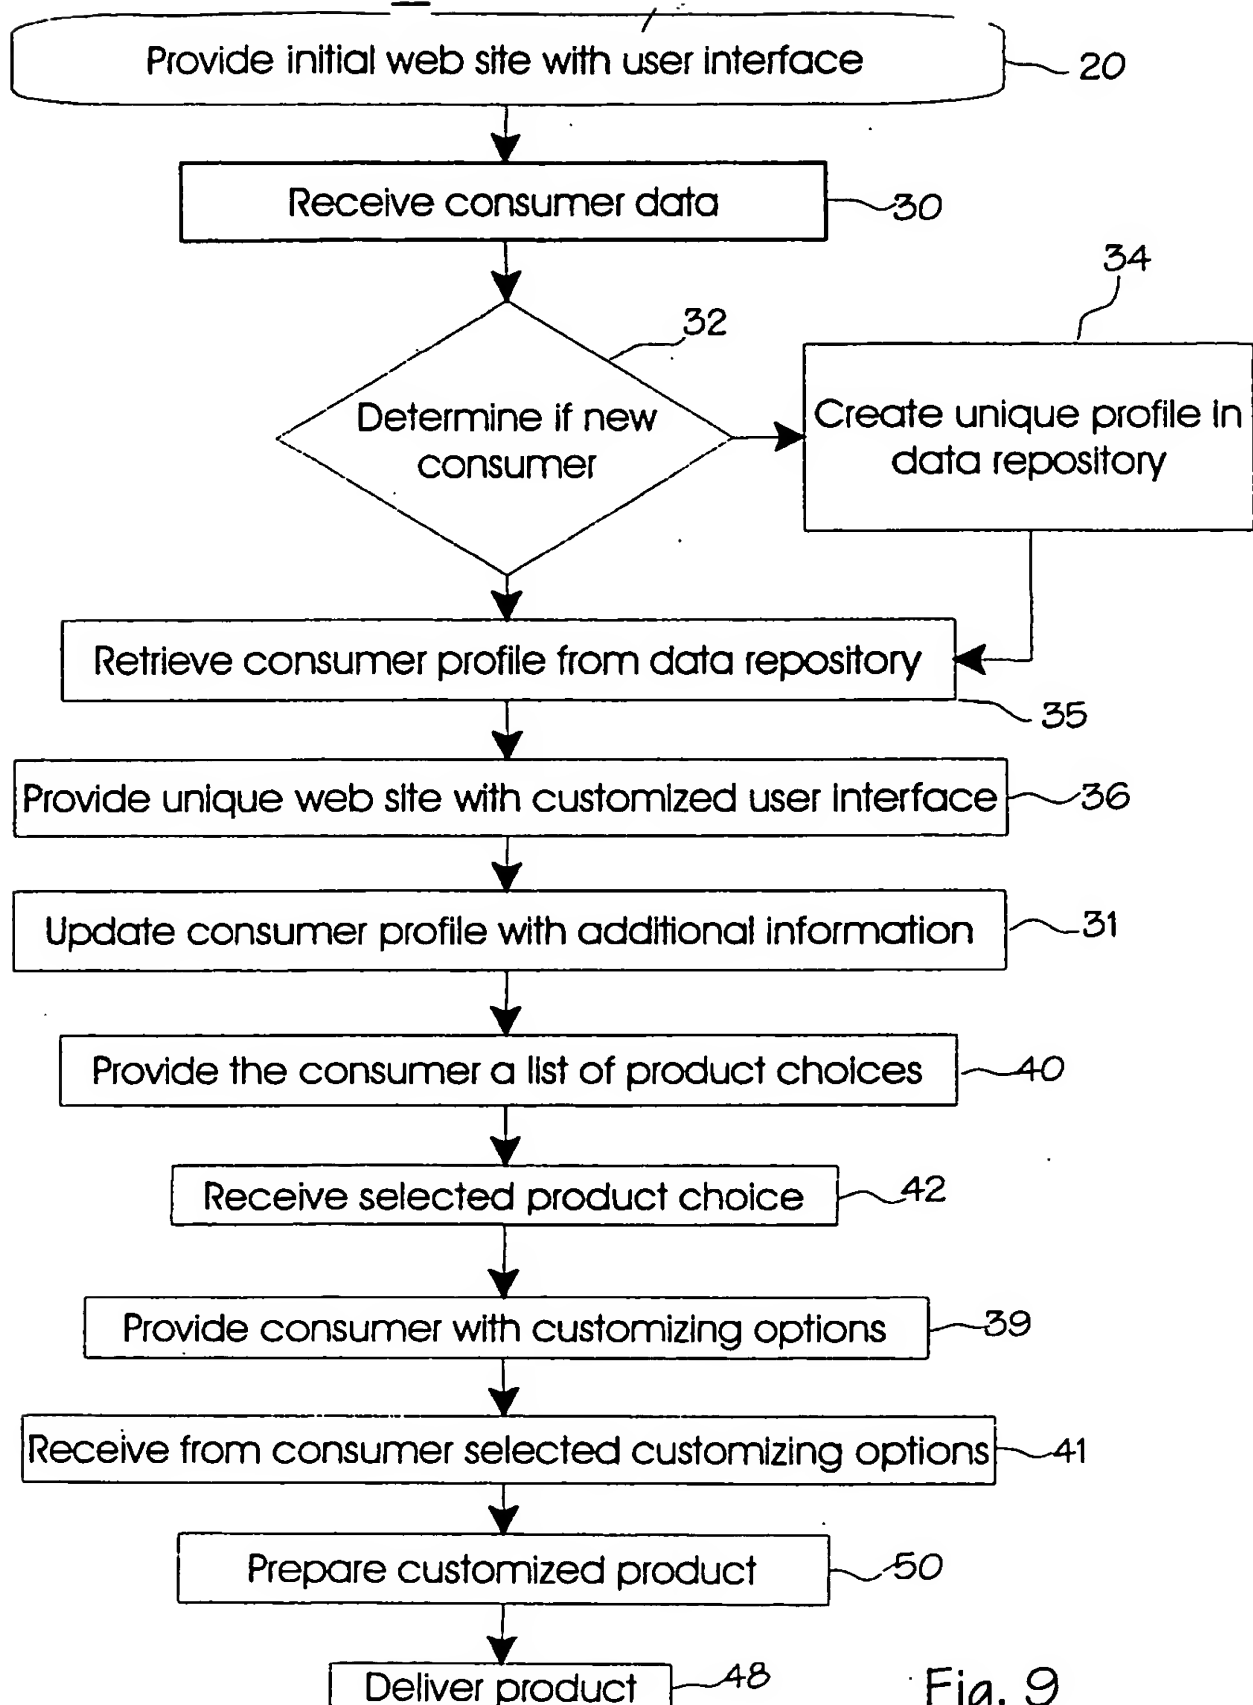 Provide initial web site with user interface
20
Receive consumer data
30
34
32
Determine if new
consumer
Create unique profile in
data repository
Retrieve consumer profile from data repository
35
Provide unique web site with customized user interface
36
Update consumer profile with additional information
31
Provide the consumer a list of product choices
40
Receive selected product choice
42
Provide consumer with customizing options
39
Receive from consumer selected customizing options
41
Prepare customized product
50
Deliver product
48
Fig. 9